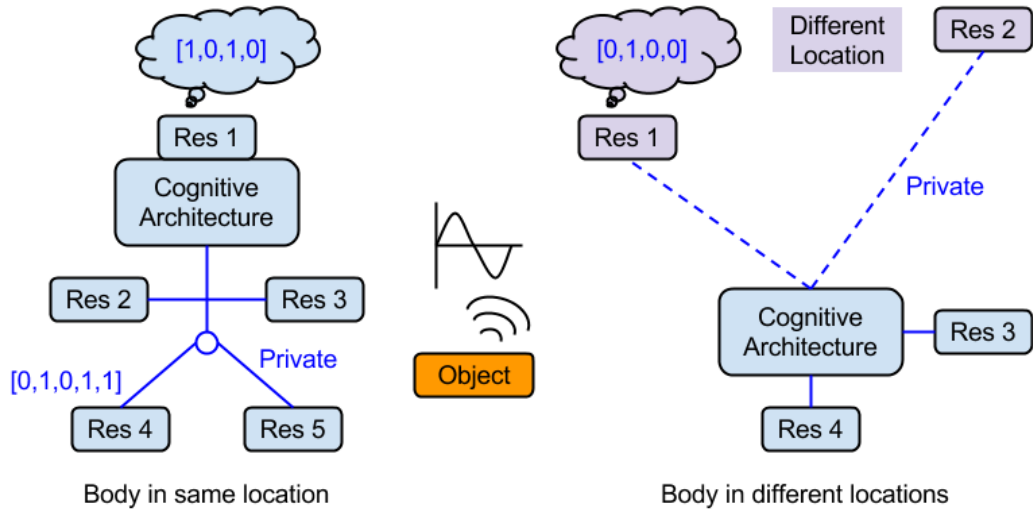 [1,0,1,0]
Res 1
Cognitive
Architecture
Res 2
Res 3
Private
[0,1,0,1,1]
Res 4
Res 5
Body in same location
Object
[0,1,0,0]
Different
Location
Res 2
Res 1
Private
Cognitive
Architecture
Res 3
Res 4
Body in different locations